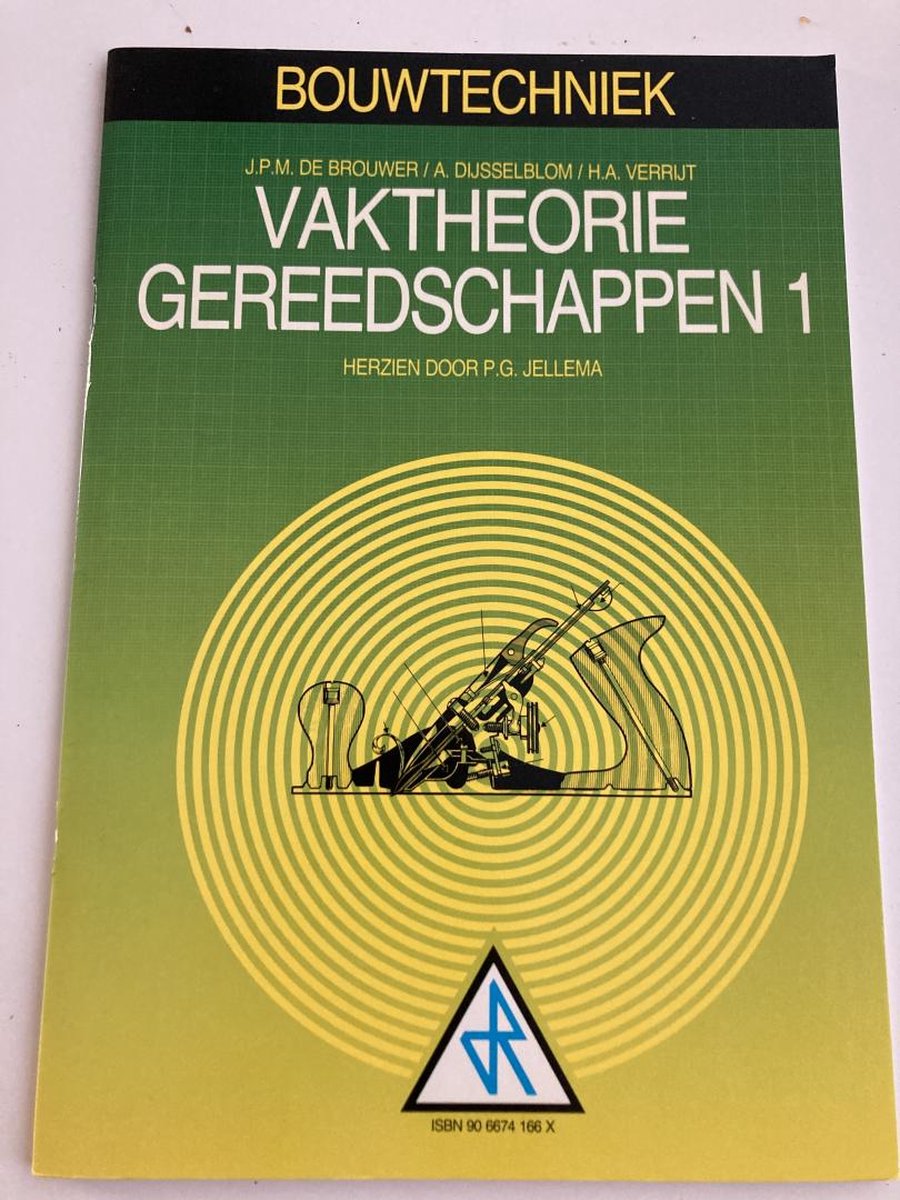 BOUWTECHNIEK
J.P.M. DE BROUWER / A. DIJSSELBLOM / H.A. VERRIJT
VAKTHEORIE
GEREEDSCHAPPEN 1
HERZIEN DOOR P.G. JELLEMA
ISBN 90 6674 166 X